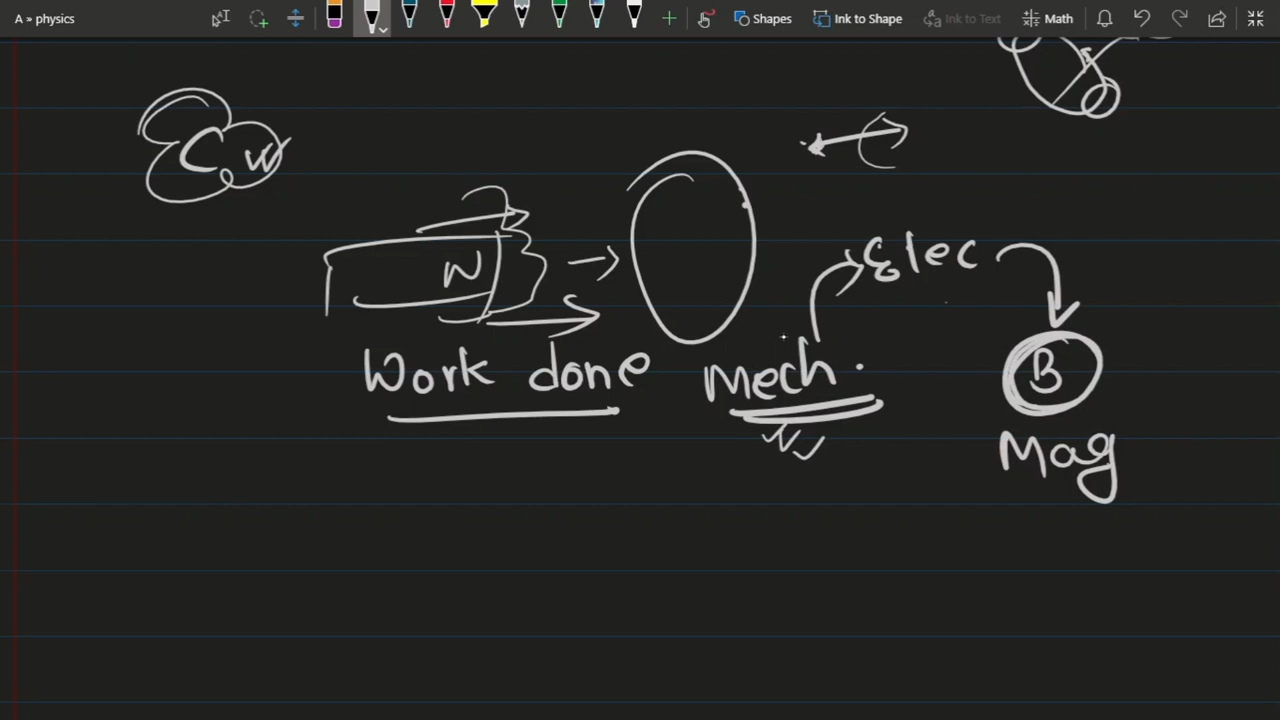 A » physics
Shapes
Ink to Shape
Ink to Text
Math
C w
N
Elec
Work done
Mech.
B
Mag